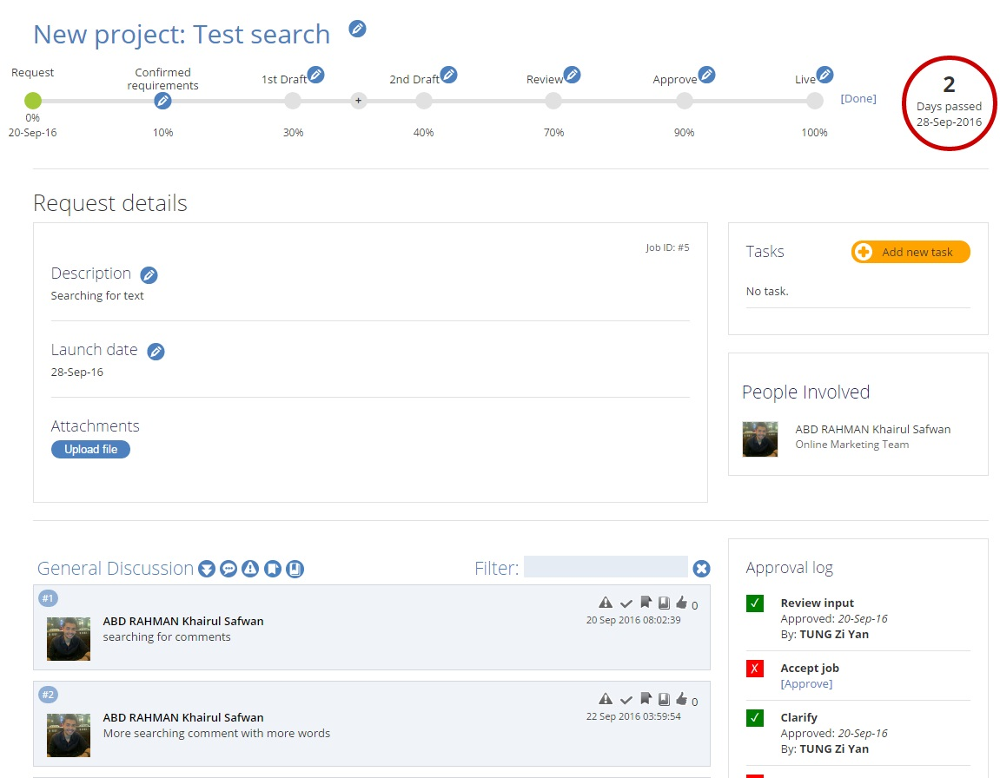 New project: Test search
Request
Confirmed
requirements
1st Draft
+
2nd Draft
Review
Approve
Live
[Done]
0%
20-Sep-16
10%
30%
40%
70%
90%
100%
2
Days passed
28-Sep-2016
Request details
Job ID: #5
Description
Searching for text
Launch date
28-Sep-16
Attachments
Upload file
Tasks
Add new task
No task.
People Involved
ABD RAHMAN Khairul Safwan
Online Marketing Team
General Discussion
Filter:
#1
ABD RAHMAN Khairul Safwan
searching for comments
0
20 Sep 2016 08:02:39
#2
ABD RAHMAN Khairul Safwan
More searching comment with more words
0
22 Sep 2016 03:59:54
Approval log
Review input
Approved: 20-Sep-16
By: TUNG Zi Yan
Accept job
[Approve]
Clarify
Approved: 20-Sep-16
By: TUNG Zi Yan